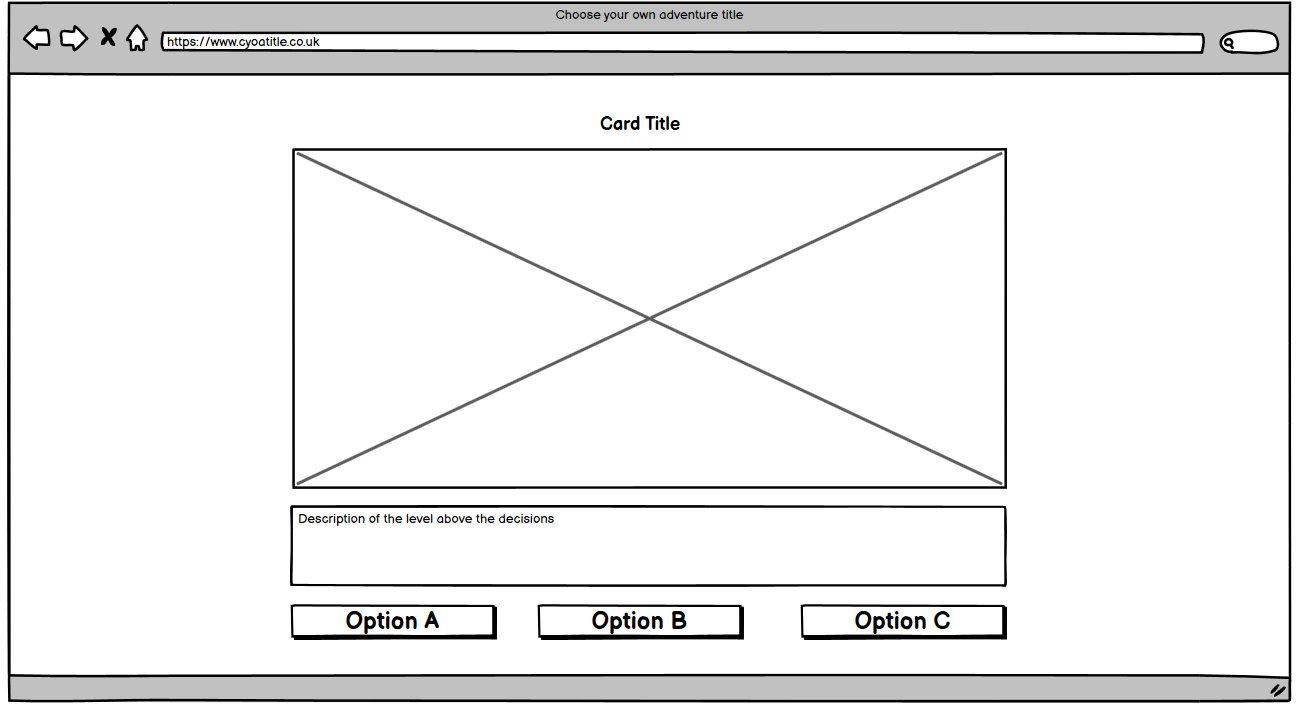 Choose your own adventure title
https://www.cyoatitle.co.uk
Card Title
Description of the level above the decisions
Option A
Option B
Option C